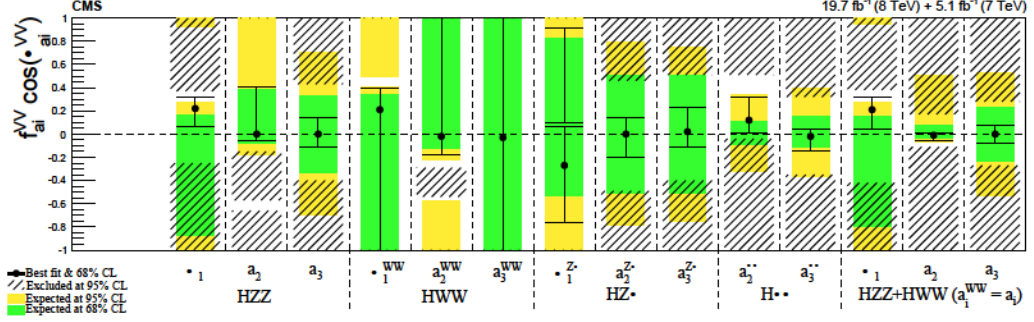 CMS 19.7 fb⁻¹ (8 TeV) + 5.1 fb⁻¹ (7 TeV)
f_ai^VV cos(•_ai^VV)
1
0.8
0.6
0.4
0.2
0
-0.2
-0.4
-0.6
-0.8
-1
•₁ a₂ a₃ •₁^WW a₂^WW a₃^WW •₁^Z• a₂^Z• a₃^Z• a₂^•• a₃^•• •₁ a₂ a₃
HZZ HWW HZ• H•• HZZ+HWW (a_i^WW = a_i)
Best fit & 68% CL
Excluded at 95% CL
Expected at 95% CL
Expected at 68% CL